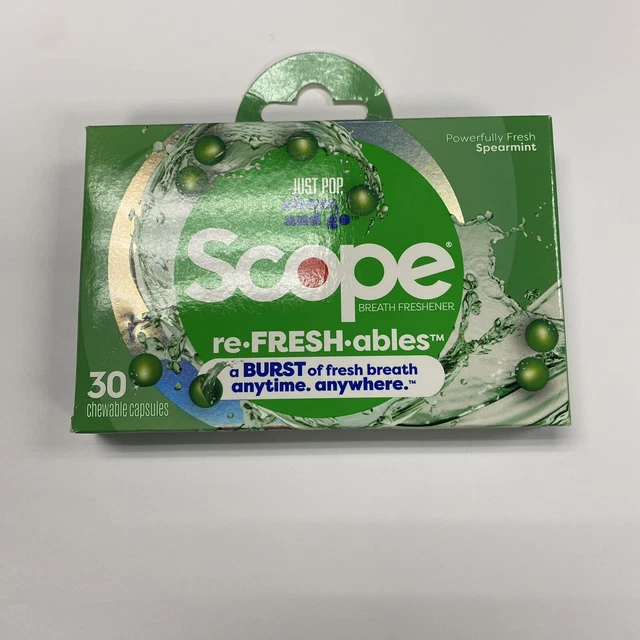 Powerfully Fresh
Spearmint
JUST POP,
chew,
and go
Scope®
BREATH FRESHENER
re•FRESH•ables™
a BURST of fresh breath
anytime. anywhere.™
30
chewable capsules